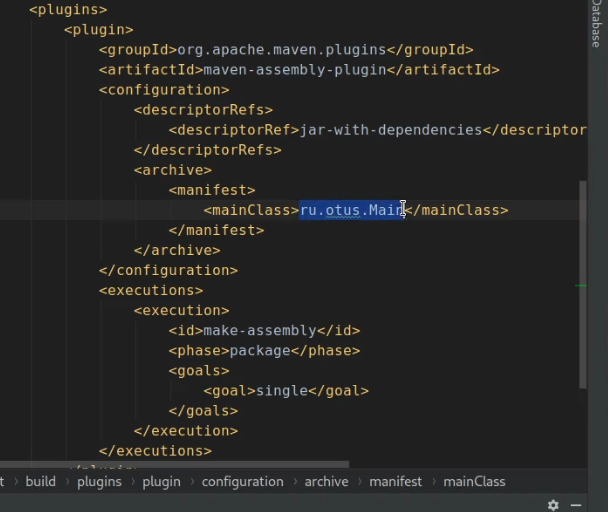 <plugins>
<plugin>
<groupId>org.apache.maven.plugins</groupId>
<artifactId>maven-assembly-plugin</artifactId>
<configuration>
<descriptorRefs>
<descriptorRef>jar-with-dependencies</descriptor
</descriptorRefs>
<archive>
<manifest>
<mainClass>ru.otus.Main</mainClass>
</manifest>
</archive>
</configuration>
<executions>
<execution>
<id>make-assembly</id>
<phase>package</phase>
<goals>
<goal>single</goal>
</goals>
</execution>
</executions>
</plugin>
t › build › plugins › plugin › configuration › archive › manifest › mainClass
Database